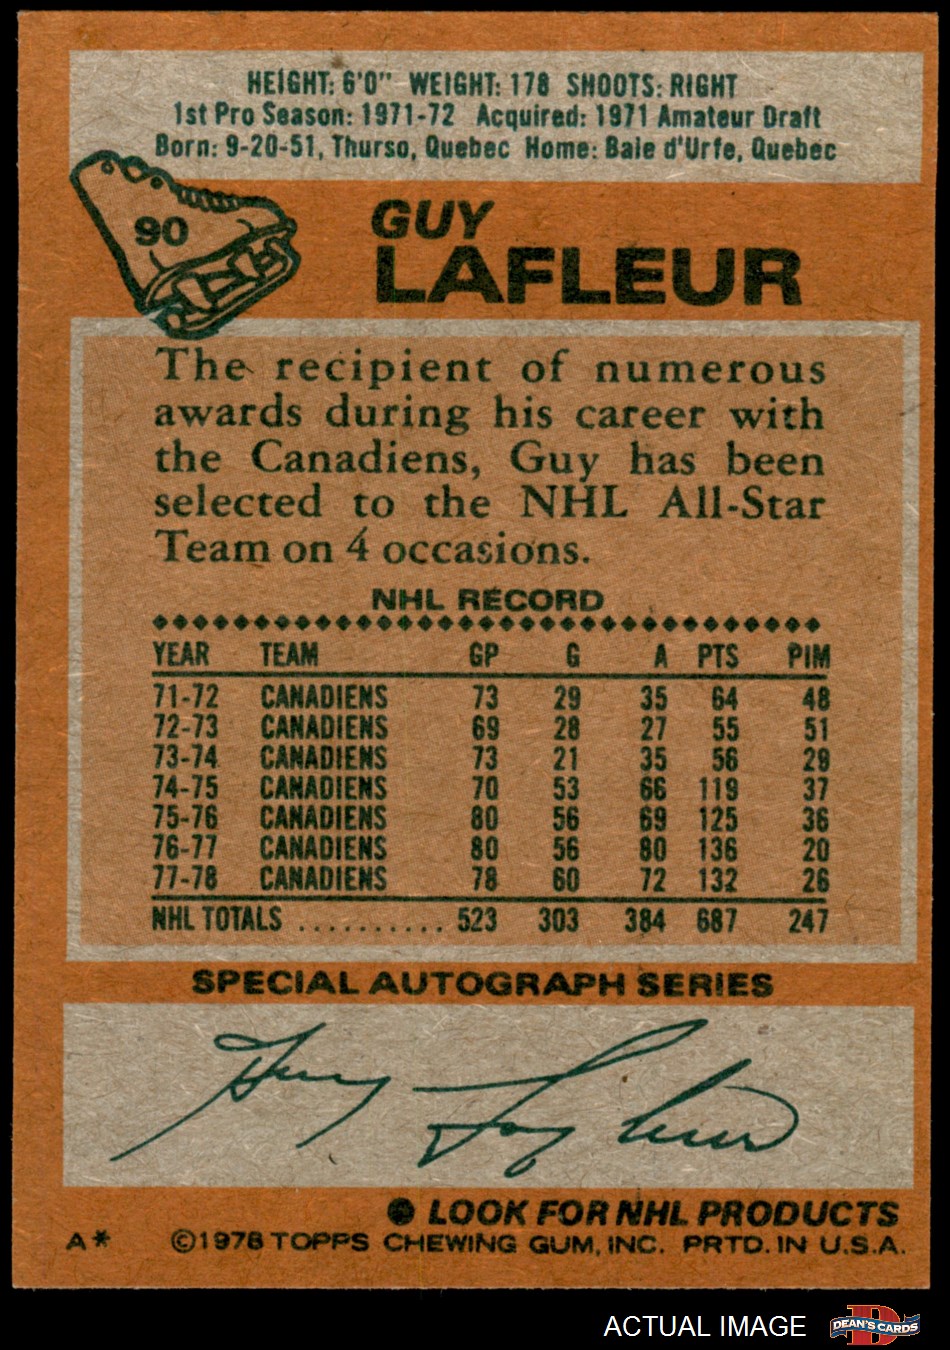 HEIGHT: 6'0" WEIGHT: 178 SHOOTS: RIGHT
1st Pro Season: 1971-72 Acquired: 1971 Amateur Draft
Born: 9-20-51, Thurso, Quebec Home: Baie d'Urfe, Quebec
90
GUY
LAFLEUR
The recipient of numerous
awards during his career with
the Canadiens, Guy has been
selected to the NHL All-Star
Team on 4 occasions.
NHL RECORD
YEAR TEAM GP G A PTS PIM
71-72 CANADIENS 73 29 35 64 48
72-73 CANADIENS 69 28 27 55 51
73-74 CANADIENS 73 21 35 56 29
74-75 CANADIENS 70 53 66 119 37
75-76 CANADIENS 80 56 69 125 36
76-77 CANADIENS 80 56 80 136 20
77-78 CANADIENS 78 60 72 132 26
NHL TOTALS .......... 523 303 384 687 247
SPECIAL AUTOGRAPH SERIES
Guy Lafleur
LOOK FOR NHL PRODUCTS
A* ©1978 TOPPS CHEWING GUM, INC. PRTD. IN U.S.A.
ACTUAL IMAGE DEAN'S CARDS